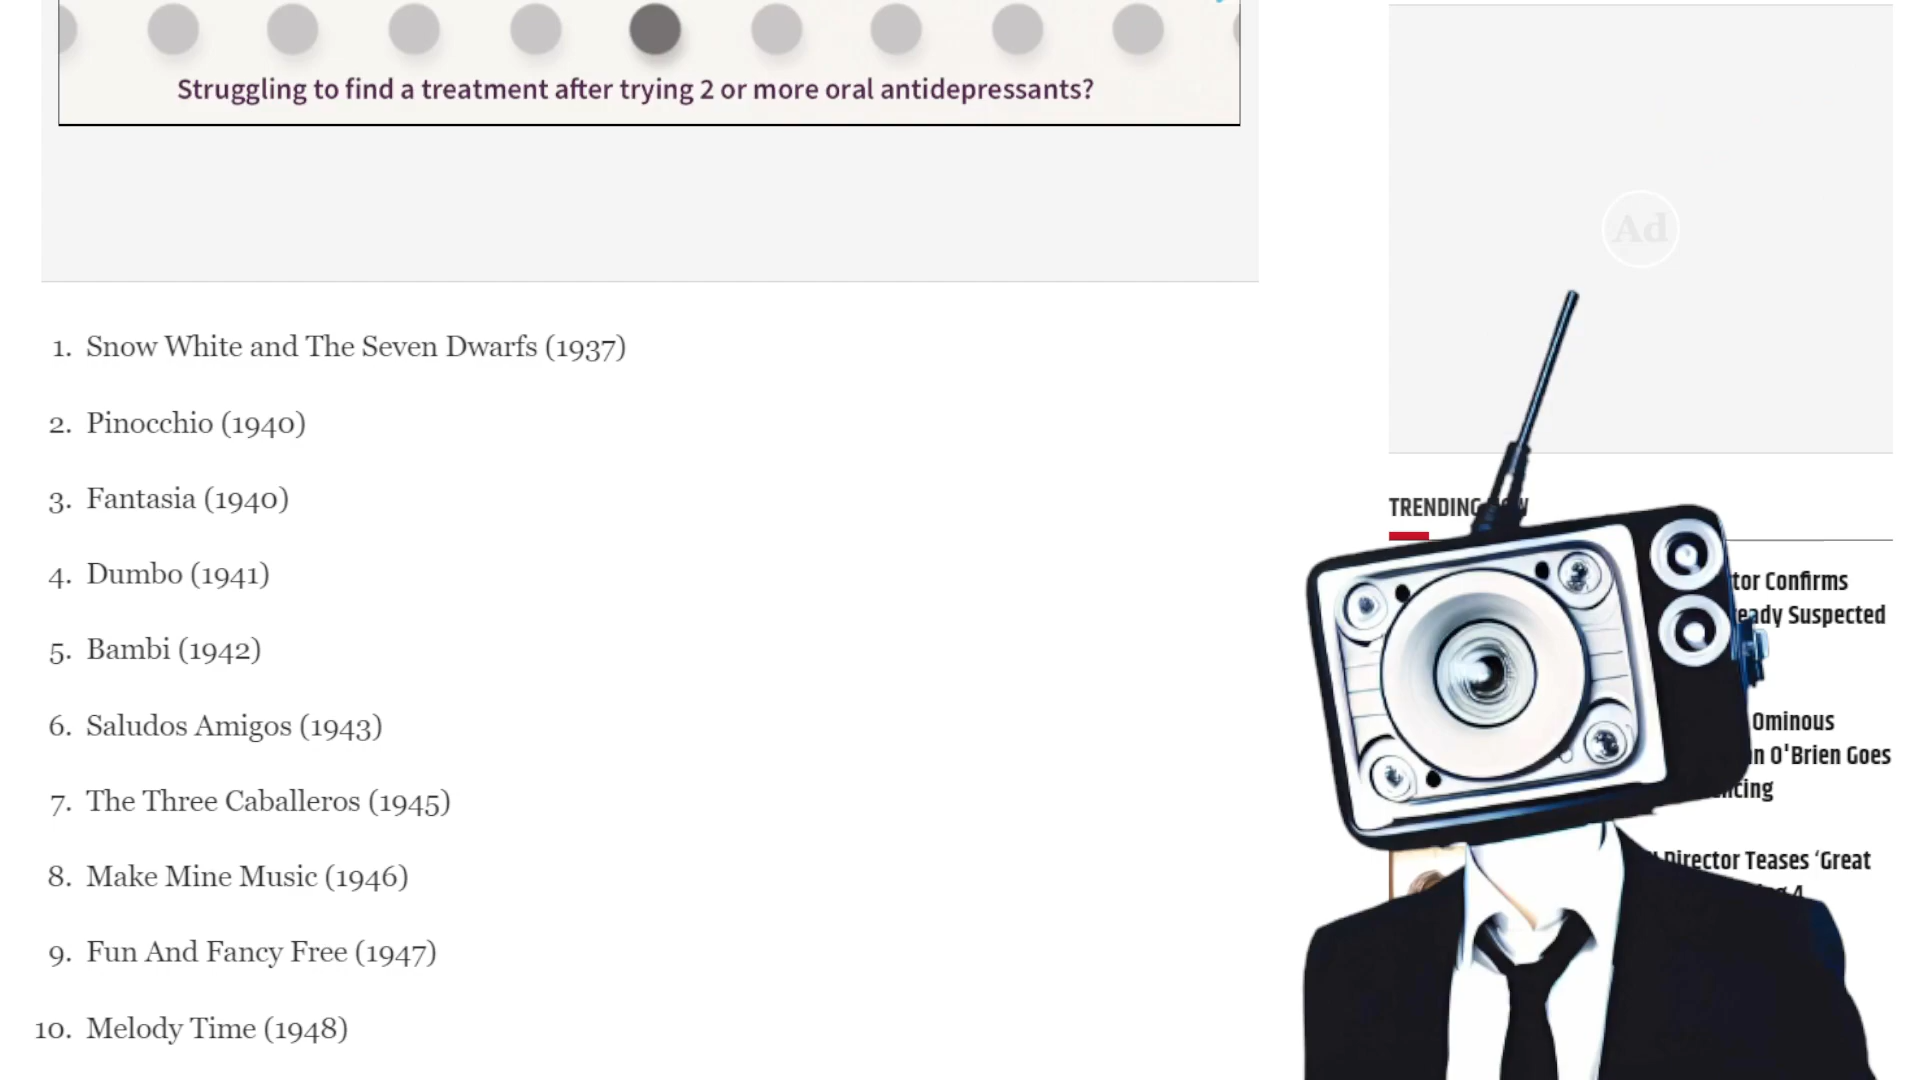 Struggling to find a treatment after trying 2 or more oral antidepressants?
Ad
1. Snow White and The Seven Dwarfs (1937)
2. Pinocchio (1940)
3. Fantasia (1940)
4. Dumbo (1941)
5. Bambi (1942)
6. Saludos Amigos (1943)
7. The Three Caballeros (1945)
8. Make Mine Music (1946)
9. Fun And Fancy Free (1947)
10. Melody Time (1948)
TRENDING
Confirms
Suspected
Ominous
O'Brien Goes
Director Teases ‘Great
4